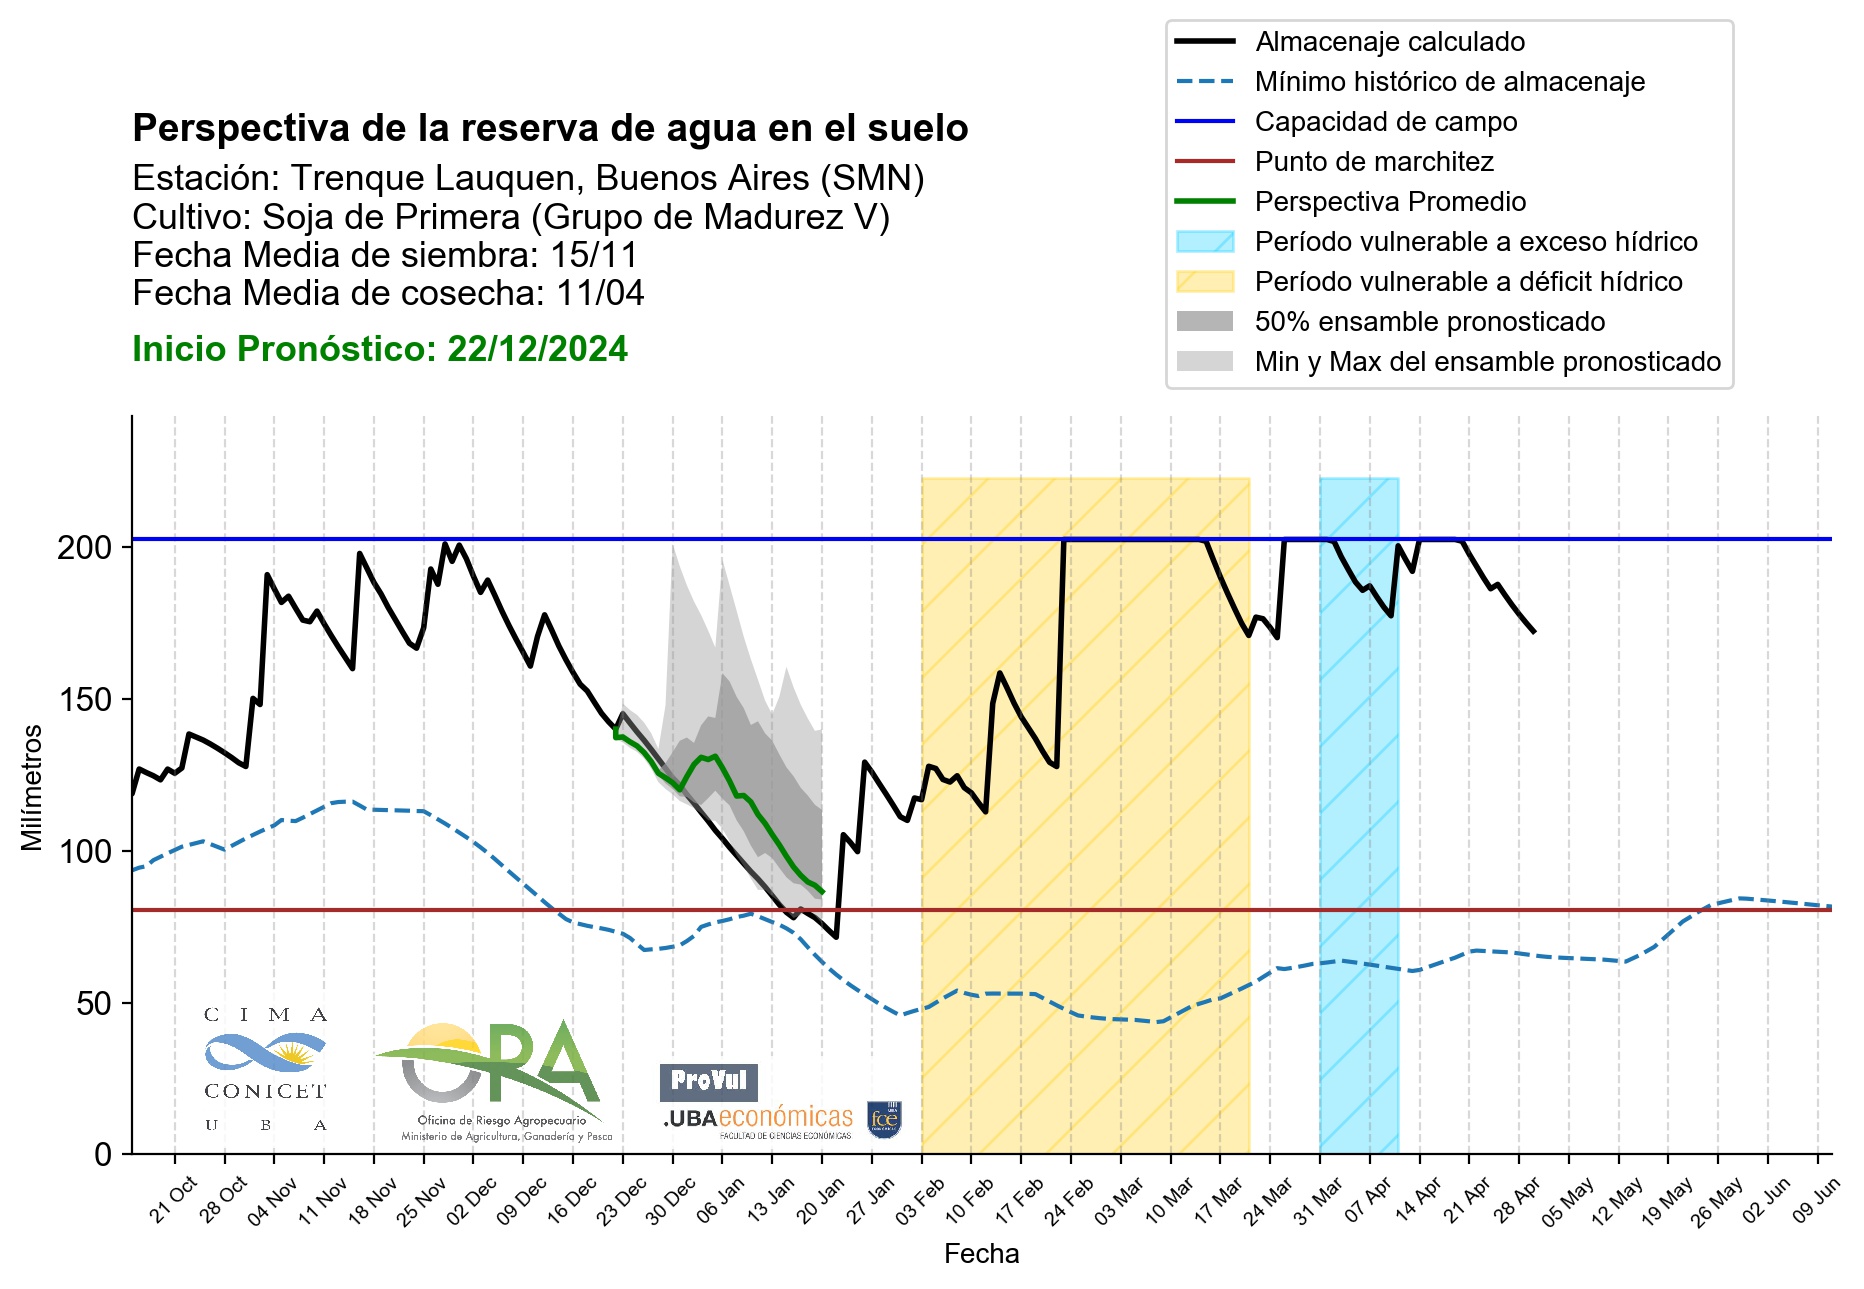 Almacenaje calculado
Mínimo histórico de almacenaje
Capacidad de campo
Punto de marchitez
Perspectiva Promedio
Período vulnerable a exceso hídrico
Período vulnerable a déficit hídrico
50% ensamble pronosticado
Min y Max del ensamble pronosticado
Perspectiva de la reserva de agua en el suelo
Estación: Trenque Lauquen, Buenos Aires (SMN)
Cultivo: Soja de Primera (Grupo de Madurez V)
Fecha Media de siembra: 15/11
Fecha Media de cosecha: 11/04
Inicio Pronóstico: 22/12/2024
200
150
100
50
0
Milímetros
CIMA
CONICET
UBA
ORA
Oficina de Riesgo Agropecuario
Ministerio de Agricultura, Ganadería y Pesca
ProVul
.UBAeconómicas
FACULTAD DE CIENCIAS ECONÓMICAS
UBA
fce
ECONÓMICAS
21 Oct
28 Oct
04 Nov
11 Nov
18 Nov
25 Nov
02 Dec
09 Dec
16 Dec
23 Dec
30 Dec
06 Jan
13 Jan
20 Jan
27 Jan
03 Feb
10 Feb
17 Feb
24 Feb
03 Mar
10 Mar
17 Mar
24 Mar
31 Mar
07 Apr
14 Apr
21 Apr
28 Apr
05 May
12 May
19 May
26 May
02 Jun
09 Jun
Fecha